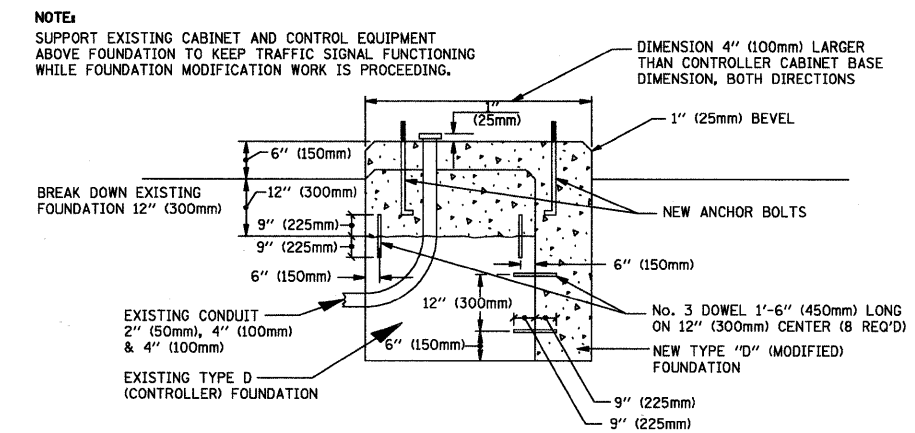 NOTE:
SUPPORT EXISTING CABINET AND CONTROL EQUIPMENT
ABOVE FOUNDATION TO KEEP TRAFFIC SIGNAL FUNCTIONING
WHILE FOUNDATION MODIFICATION WORK IS PROCEEDING.
DIMENSION 4" (100mm) LARGER
THAN CONTROLLER CABINET BASE
DIMENSION, BOTH DIRECTIONS
1"
(25mm)
1" (25mm) BEVEL
6" (150mm)
BREAK DOWN EXISTING
FOUNDATION 12" (300mm)
12" (300mm)
9" (225mm)
9" (225mm)
NEW ANCHOR BOLTS
6" (150mm)
6" (150mm)
12" (300mm)
EXISTING CONDUIT
2" (50mm), 4" (100mm)
& 4" (100mm)
No. 3 DOWEL 1'-6" (450mm) LONG
ON 12" (300mm) CENTER (8 REQ'D)
6" (150mm)
NEW TYPE "D" (MODIFIED)
FOUNDATION
EXISTING TYPE D
(CONTROLLER) FOUNDATION
9" (225mm)
9" (225mm)